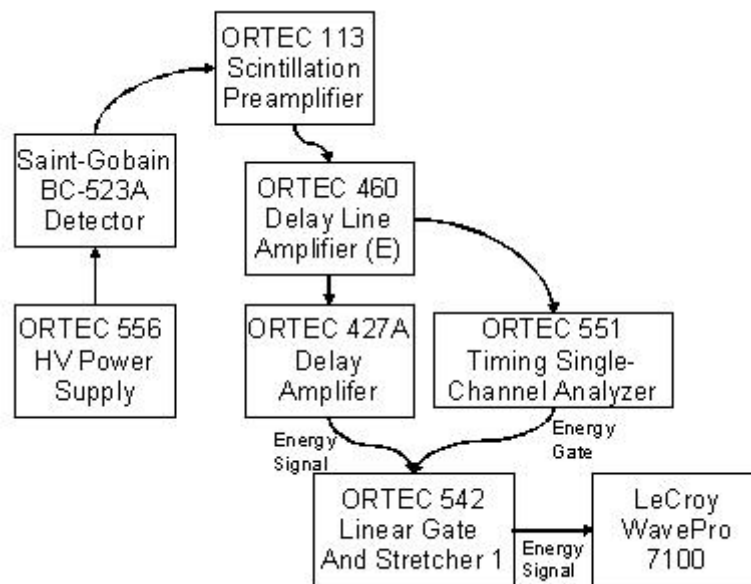 ORTEC 113
Scintillation
Preamplifier
Saint-Gobain
BC-523A
Detector
ORTEC 460
Delay Line
Amplifier (E)
ORTEC 556
HV Power
Supply
ORTEC 427A
Delay
Amplifer
ORTEC 551
Timing Single-
Channel Analyzer
Energy
Signal
Energy
Gate
ORTEC 542
Linear Gate
And Stretcher 1
Energy
Signal
LeCroy
WavePro
7100